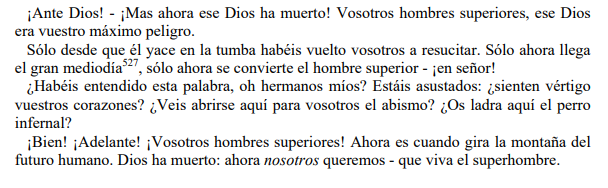 ¡Ante Dios! - ¡Mas ahora ese Dios ha muerto! Vosotros hombres superiores, ese Dios
era vuestro máximo peligro.
Sólo desde que él yace en la tumba habéis vuelto vosotros a resucitar. Sólo ahora llega
el gran mediodía527, sólo ahora se convierte el hombre superior - ¡en señor!
¿Habéis entendido esta palabra, oh hermanos míos? Estáis asustados: ¿sienten vértigo
vuestros corazones? ¿Veis abrirse aquí para vosotros el abismo? ¿Os ladra aquí el perro
infernal?
¡Bien! ¡Adelante! ¡Vosotros hombres superiores! Ahora es cuando gira la montaña del
futuro humano. Dios ha muerto: ahora nosotros queremos - que viva el superhombre.